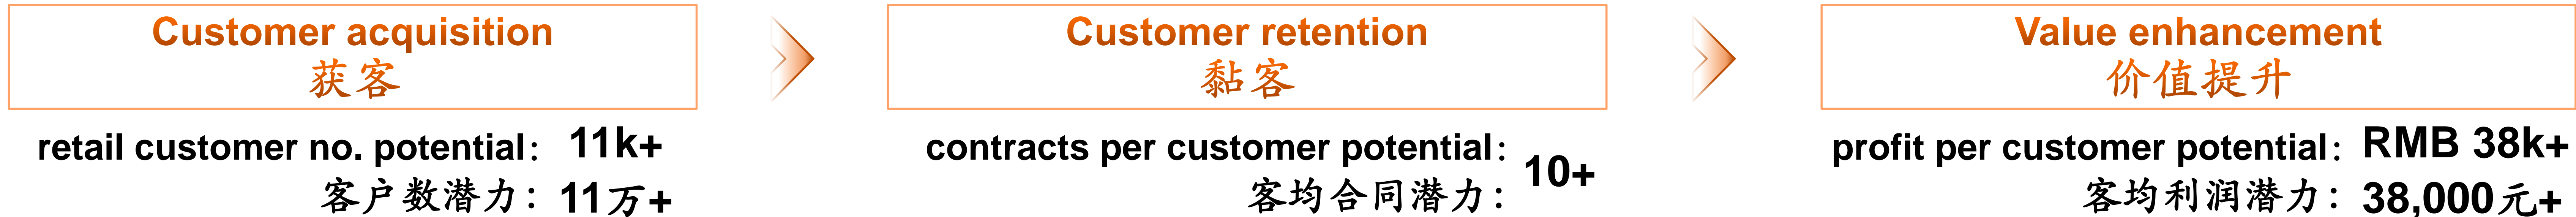 Customer acquisition
获客
retail customer no. potential： 11k+
客户数潜力： 11万+
Customer retention
黏客
contracts per customer potential：
客均合同潜力：
10+
Value enhancement
价值提升
profit per customer potential： RMB 38k+
客均利润潜力： 38,000元+